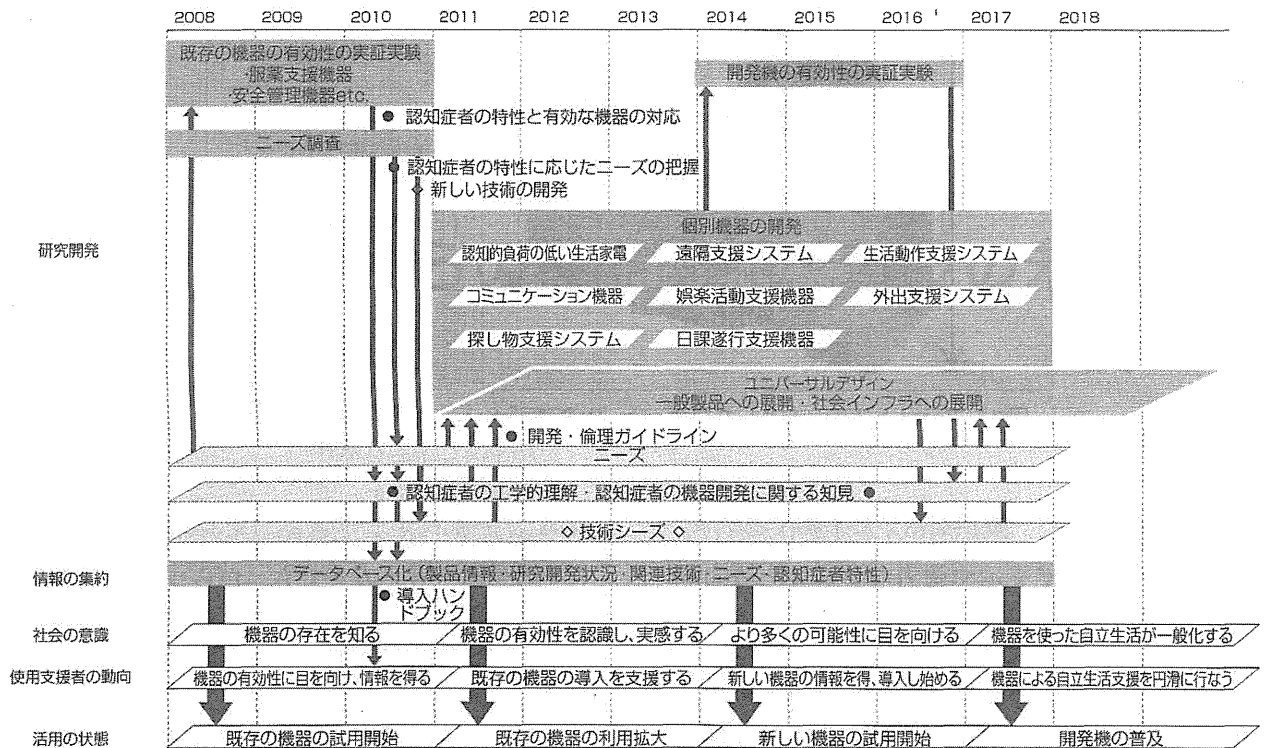 2008 2009 2010 2011 2012 2013 2014 2015 2016 2017 2018
既存の機器の有効性の実証実験
・服薬支援機器
・安全管理機器etc.
開発機の有効性の実証実験
● 認知症者の特性と有効な機器の対応
ニーズ調査
● 認知症者の特性に応じたニーズの把握
◇ 新しい技術の開発
研究開発
個別機器の開発
認知的負荷の低い生活家電 遠隔支援システム 生活動作支援システム
コミュニケーション機器 娯楽活動支援機器 外出支援システム
探し物支援システム 日課遂行支援機器
ユニバーサルデザイン
一般製品への展開・社会インフラへの展開
● 開発・倫理ガイドライン
ニーズ
● 認知症者の工学的理解・認知症者の機器開発に関する知見 ●
◇ 技術シーズ ◇
情報の集約
データベース化（製品情報・研究開発状況・関連技術・ニーズ・認知症者特性）
● 導入ハン
ドブック
社会の意識
機器の存在を知る 機器の有効性を認識し、実感する より多くの可能性に目を向ける 機器を使った自立生活が一般化する
使用支援者の動向
機器の有効性に目を向け、情報を得る 既存の機器の導入を支援する 新しい機器の情報を得、導入し始める 機器による自立生活支援を円滑に行なう
活用の状態
既存の機器の試用開始 既存の機器の利用拡大 新しい機器の試用開始 開発機の普及